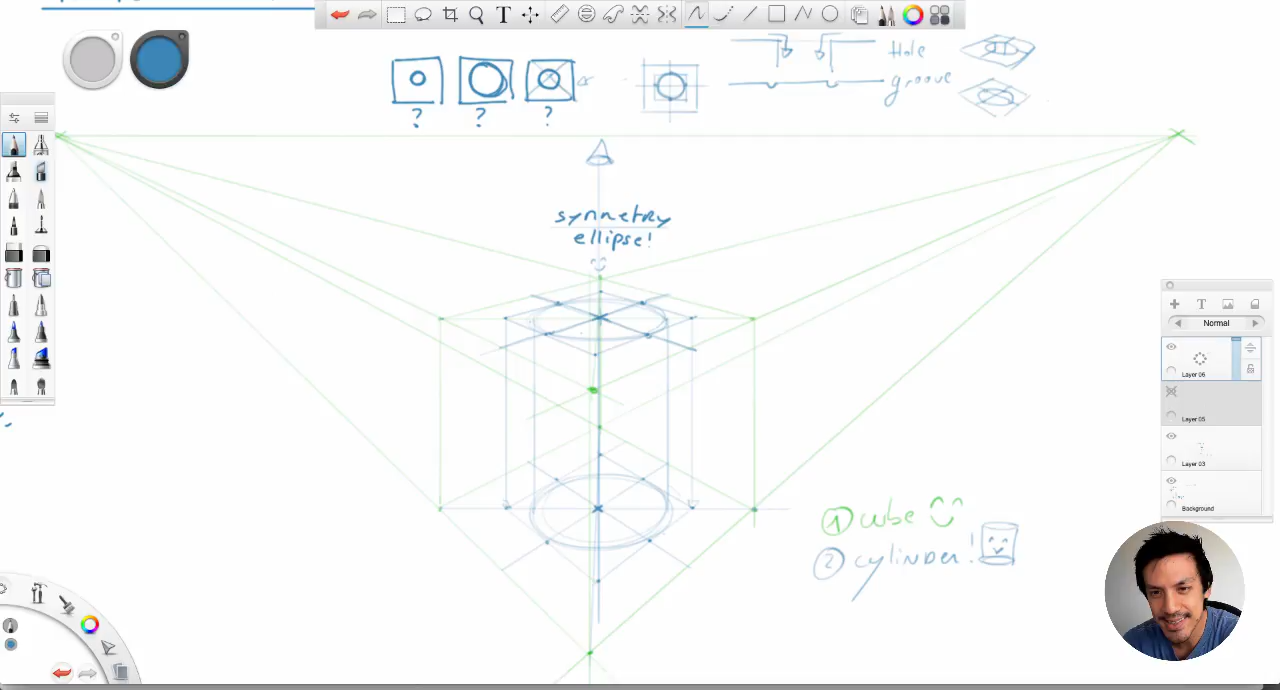 T
Hole
groove
? ? ?
symmetry
ellipse!
T
Normal
Layer 06
Layer 05
Layer 03
Background
① cube
② cylinder!